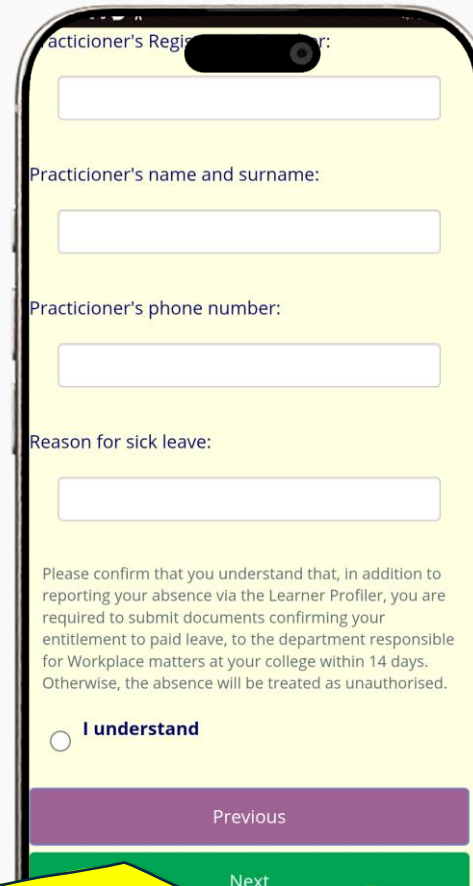 Practicioner's name and surname:
Practicioner's phone number:
Reason for sick leave:
Please confirm that you understand that, in addition to
reporting your absence via the Learner Profiler, you are
required to submit documents confirming your
entitlement to paid leave, to the department responsible
for Workplace matters at your college within 14 days.
Otherwise, the absence will be treated as unauthorised.
I understand
Previous
Next